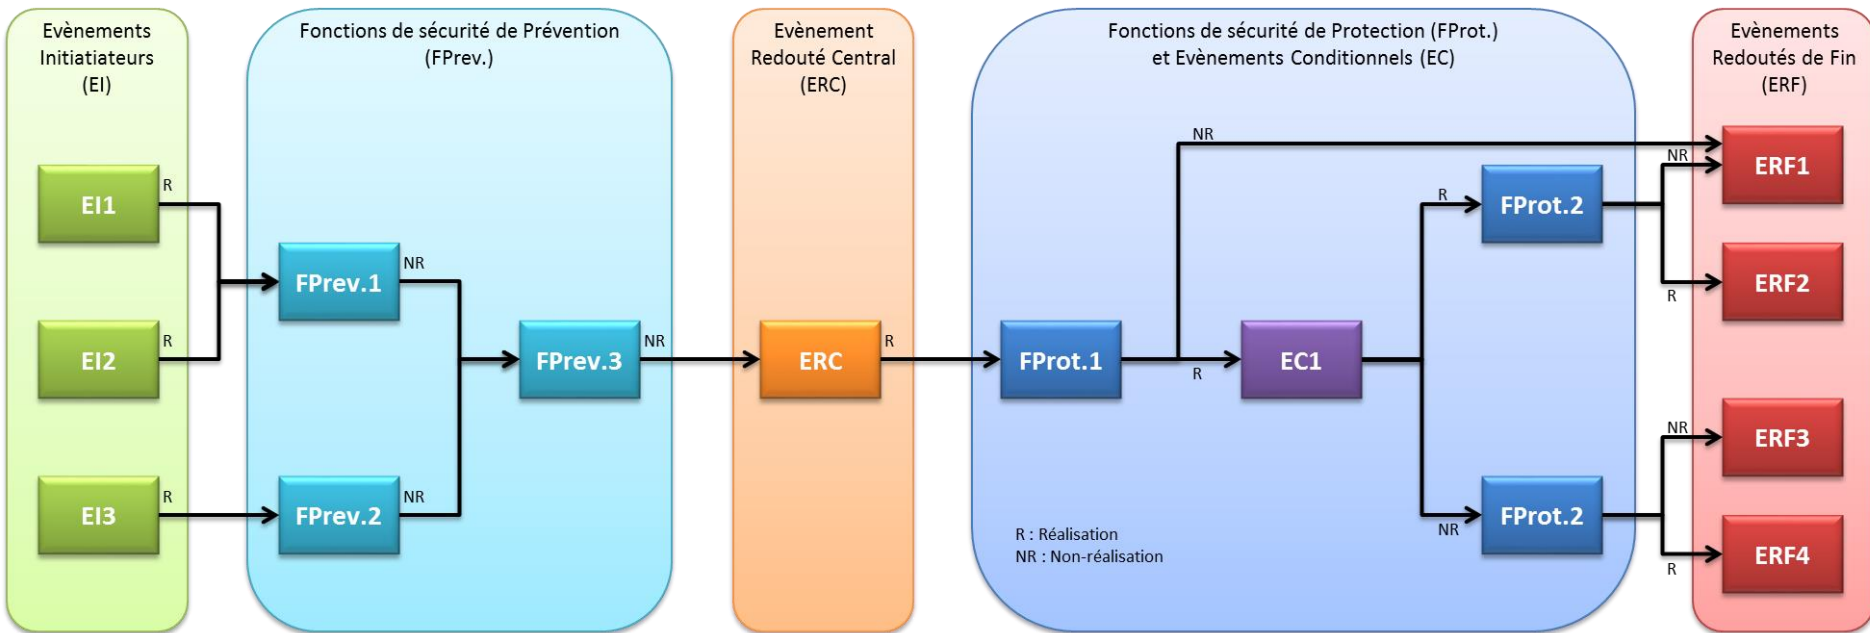 Evènements
Initiatiateurs
(EI)
Fonctions de sécurité de Prévention
(FPrev.)
Evènement
Redouté Central
(ERC)
Fonctions de sécurité de Protection (FProt.)
et Evènements Conditionnels (EC)
Evènements
Redoutés de Fin
(ERF)
EI1
R
EI2
R
EI3
R
FPrev.1
NR
FPrev.2
NR
FPrev.3
NR
ERC
R
FProt.1
NR
R
EC1
R
NR
FProt.2
NR
R
FProt.2
NR
R
ERF1
ERF2
ERF3
ERF4
R : Réalisation
NR : Non-réalisation